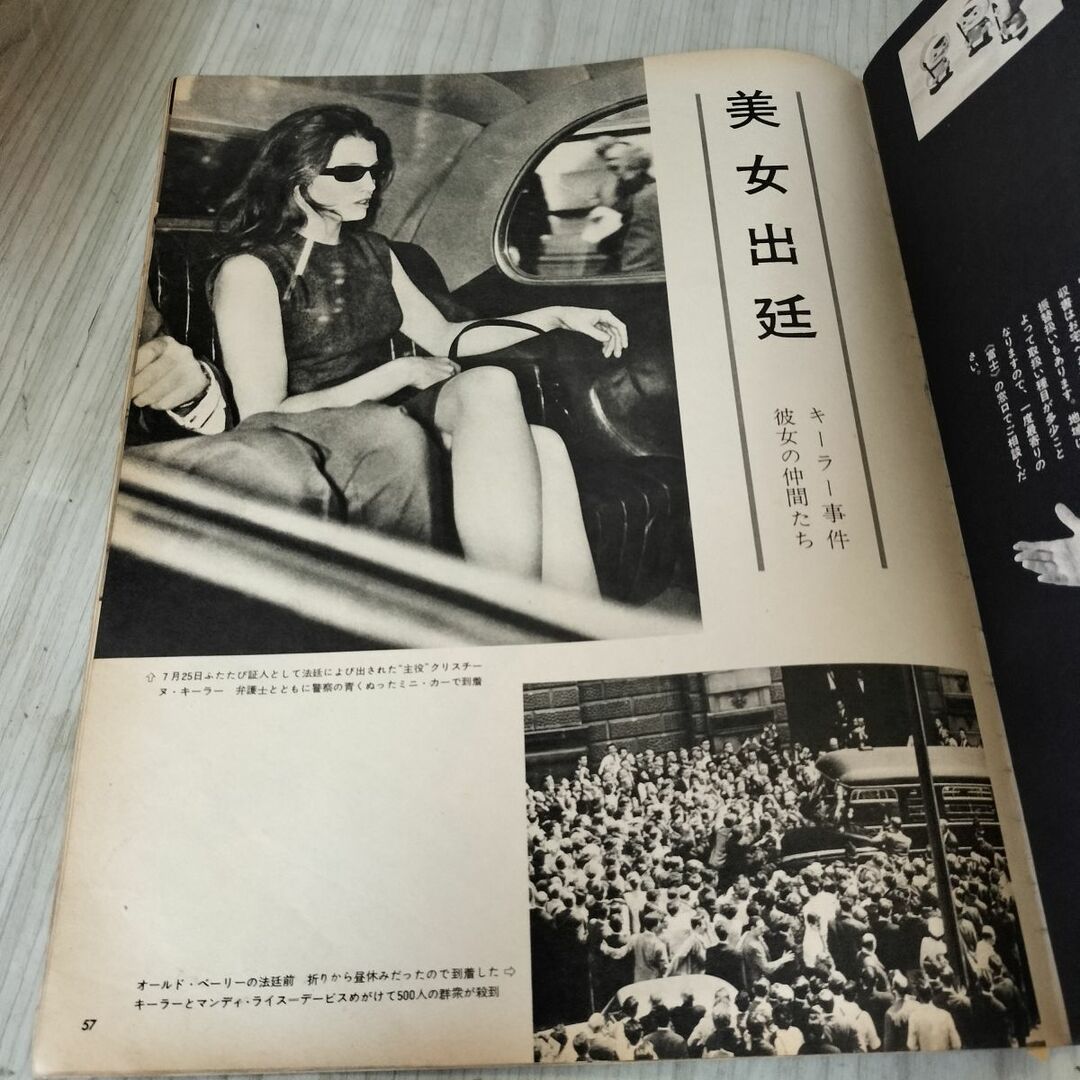 美女出廷
キーラー事件
彼女の仲間たち
⇧ 7月25日ふたたび証人として法廷によび出された“主役”クリスチー
ヌ・キーラー 弁護士とともに警察の青くぬったミニ・カーで到着
オールド・ベーリーの法廷前 折りから昼休みだったので到着した⇨
キーラーとマンディ・ライスーデービスめがけて500人の群衆が殺到
57
収書はお宅へ
振替扱いもあります。地域
よって取扱い種目が多少こと
なりますので、一度最寄りの
〈富士〉の窓口でご相談くだ
さい。